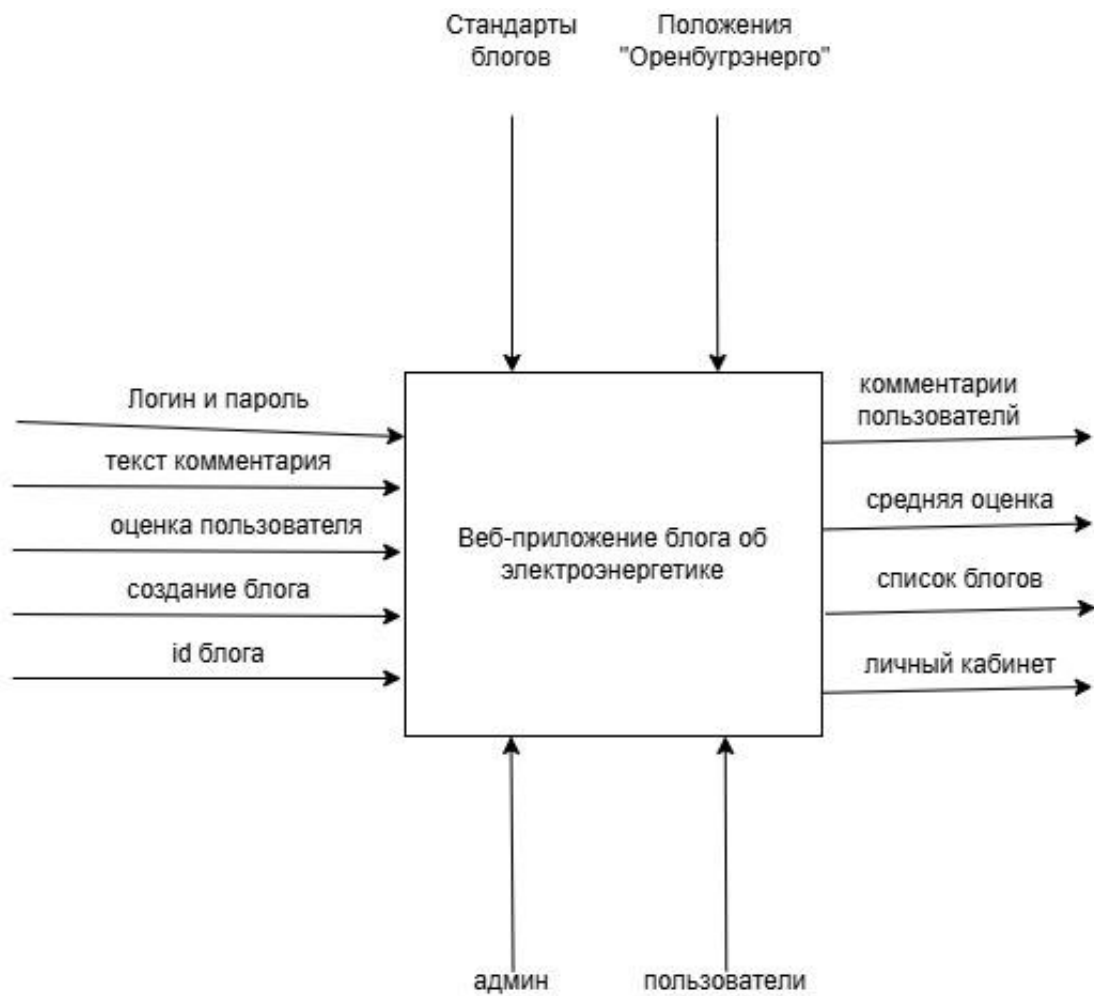 Стандарты
блогов
Положения
"Оренбугрэнерго"
Логин и пароль
текст комментария
оценка пользователя
создание блога
id блога
Веб-приложение блога об
электроэнергетике
комментарии
пользователй
средняя оценка
список блогов
личный кабинет
админ
пользователи